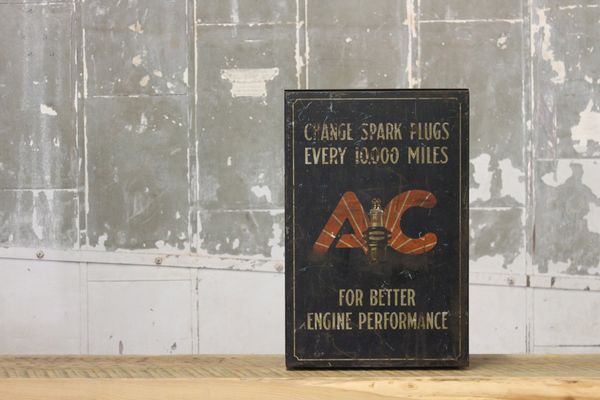 CHANGE SPARK PLUGS
EVERY 10,000 MILES
AC
FOR BETTER
ENGINE PERFORMANCE